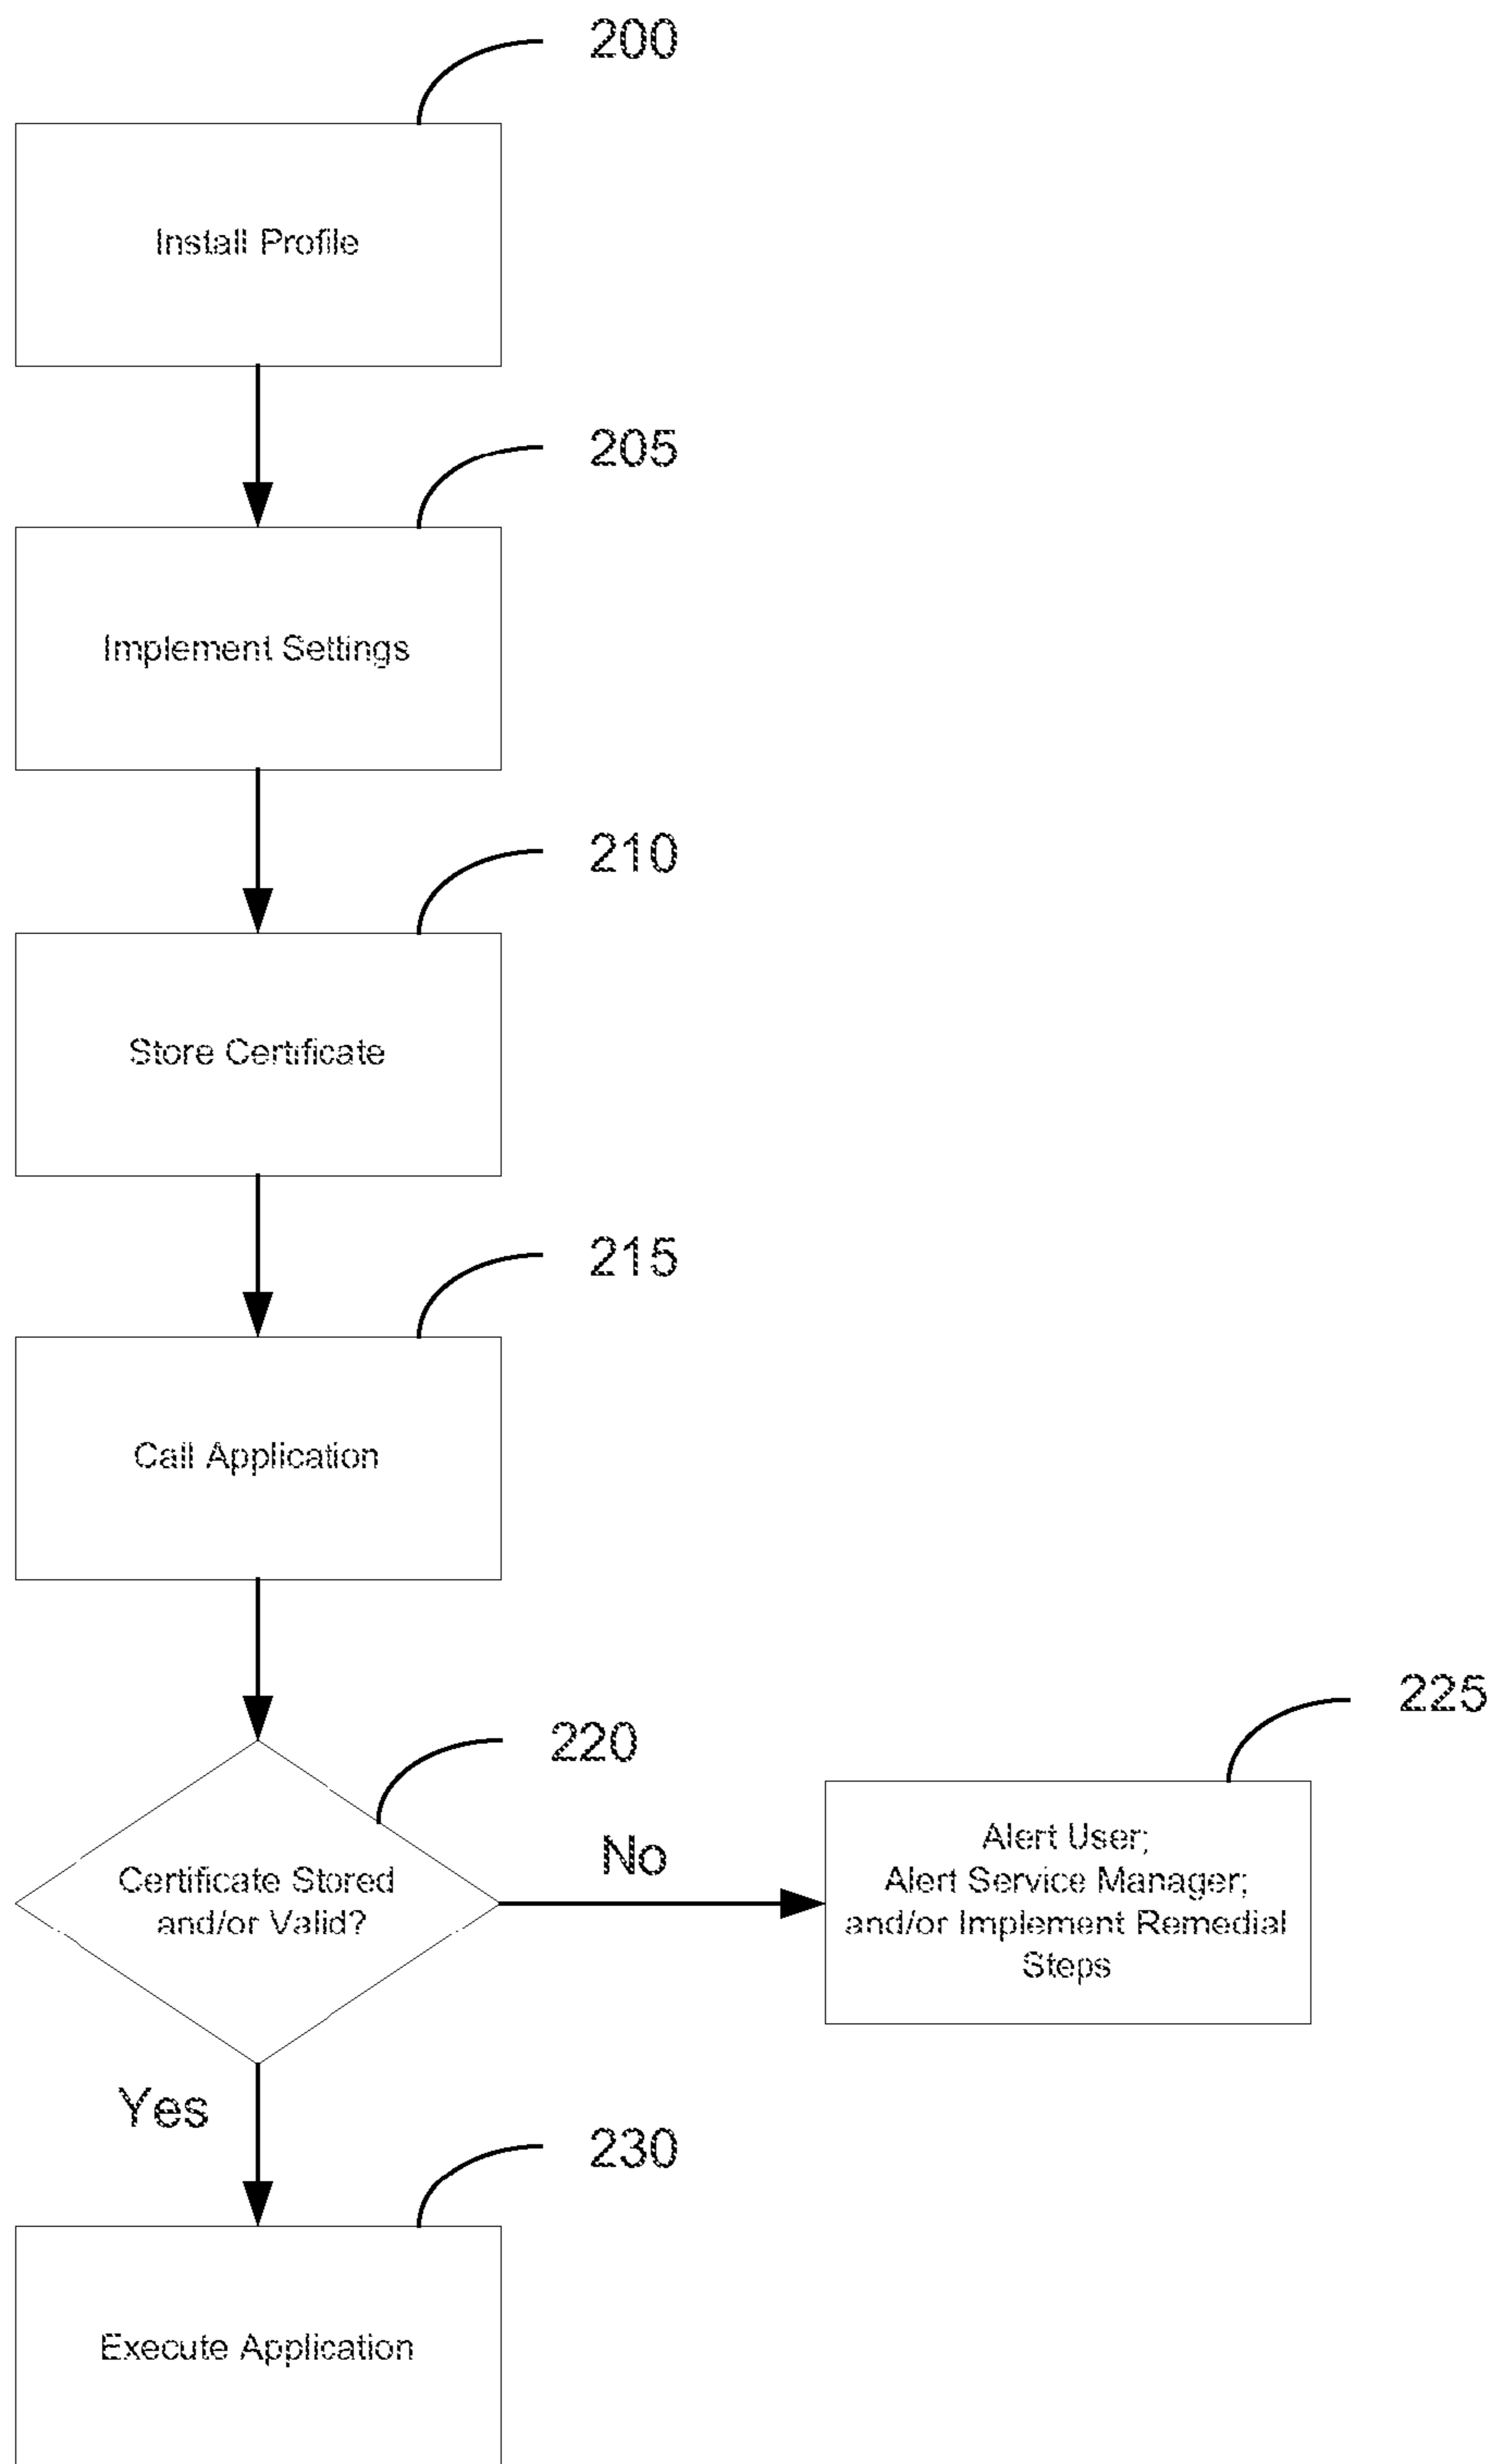 200
Install Profile
205
Implement Settings
210
Store Certificate
215
Call Application
220
Certificate Stored
and/or Valid?
No
225
Alert User;
Alert Service Manager;
and/or Implement Remedial
Steps
Yes
230
Execute Application